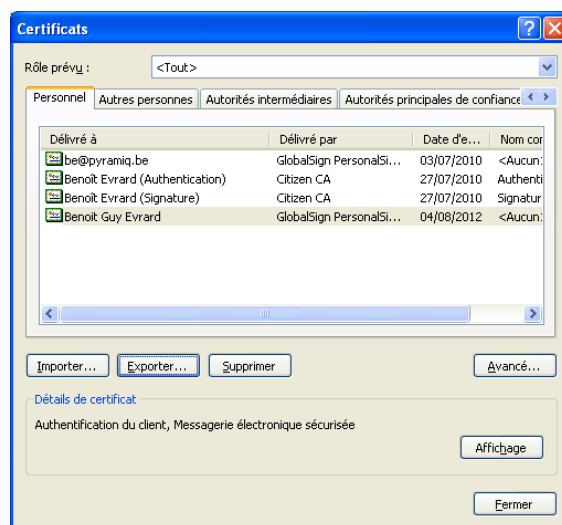 Certificats
Rôle prévu :
<Tout>
Personnel Autres personnes Autorités intermédiaires Autorités principales de confiance
Délivré à Délivré par Date d'e... Nom con
be@pyramiq.be GlobalSign PersonalSi... 03/07/2010 <Aucun>
Benoît Evrard (Authentication) Citizen CA 27/07/2010 Authenti
Benoît Evrard (Signature) Citizen CA 27/07/2010 Signatur
Benoit Guy Evrard GlobalSign PersonalSi... 04/08/2012 <Aucun>
Importer... Exporter... Supprimer Avancé...
Détails de certificat
Authentification du client, Messagerie électronique sécurisée
Affichage
Fermer